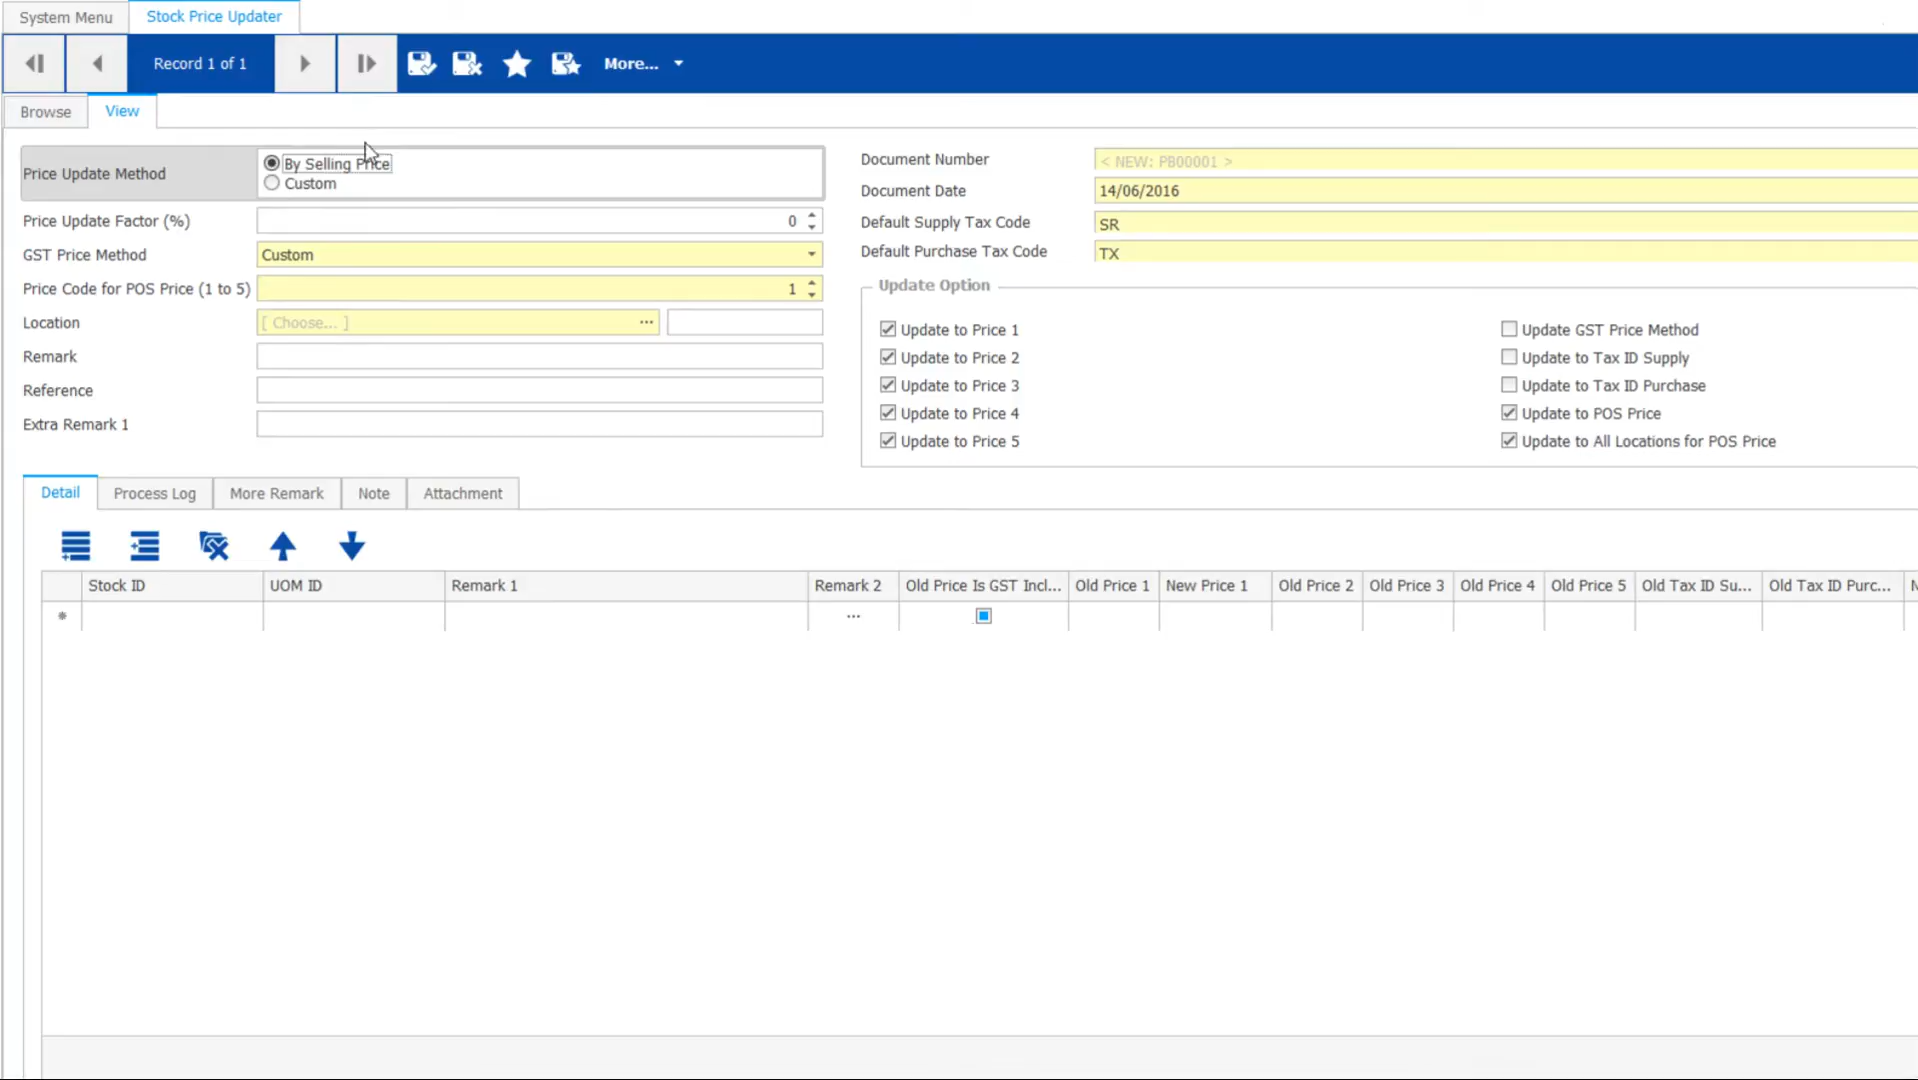 System Menu
Stock Price Updater
Record 1 of 1
More...
Browse
View
Price Update Method
By Selling Price
Custom
Price Update Factor (%)
0
GST Price Method
Custom
Price Code for POS Price (1 to 5)
1
Location
[ Choose... ]
...
Remark
Reference
Extra Remark 1
Document Number
< NEW: PB00001 >
Document Date
14/06/2016
Default Supply Tax Code
SR
Default Purchase Tax Code
TX
Update Option
Update to Price 1
Update to Price 2
Update to Price 3
Update to Price 4
Update to Price 5
Update GST Price Method
Update to Tax ID Supply
Update to Tax ID Purchase
Update to POS Price
Update to All Locations for POS Price
Detail
Process Log
More Remark
Note
Attachment
Stock ID
UOM ID
Remark 1
Remark 2
Old Price Is GST Incl...
Old Price 1
New Price 1
Old Price 2
Old Price 3
Old Price 4
Old Price 5
Old Tax ID Su...
Old Tax ID Purc...
*
...